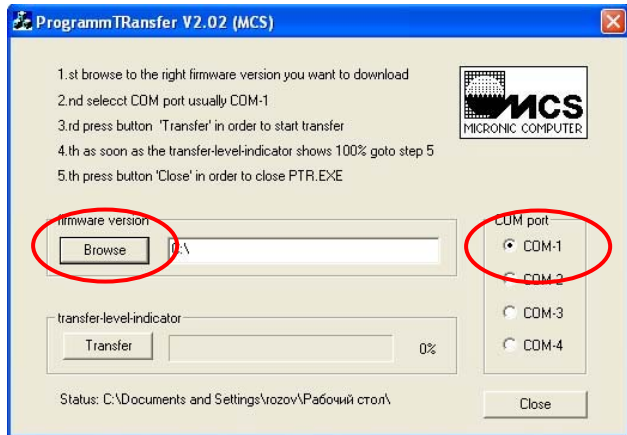 ProgrammTRansfer V2.02 (MCS)
1.st browse to the right firmware version you want to download
2.nd selecct COM port usually COM-1
3.rd press button 'Transfer' in order to start transfer
4.th as soon as the transfer-level-indicator shows 100% goto step 5
5.th press button 'Close' in order to close PTR.EXE
MCS
MICRONIC COMPUTER
firmware version
Browse
C:\
COM port
COM-1
COM-2
COM-3
COM-4
transfer-level-indicator
Transfer
0%
Status: C:\Documents and Settings\rozov\Рабочий стол\
Close